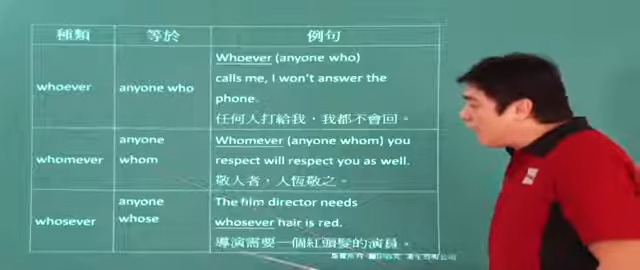 種類 等於 例句
whoever
anyone who
Whoever (anyone who)
calls me, I won't answer the
phone.
任何人打給我，我都不會回。
whomever
anyone
whom
Whomever (anyone whom) you
respect will respect you as well.
敬人者，人恆敬之。
whosever
anyone
whose
The film director needs
whosever hair is red.
導演需要一個紅頭髮的演員。